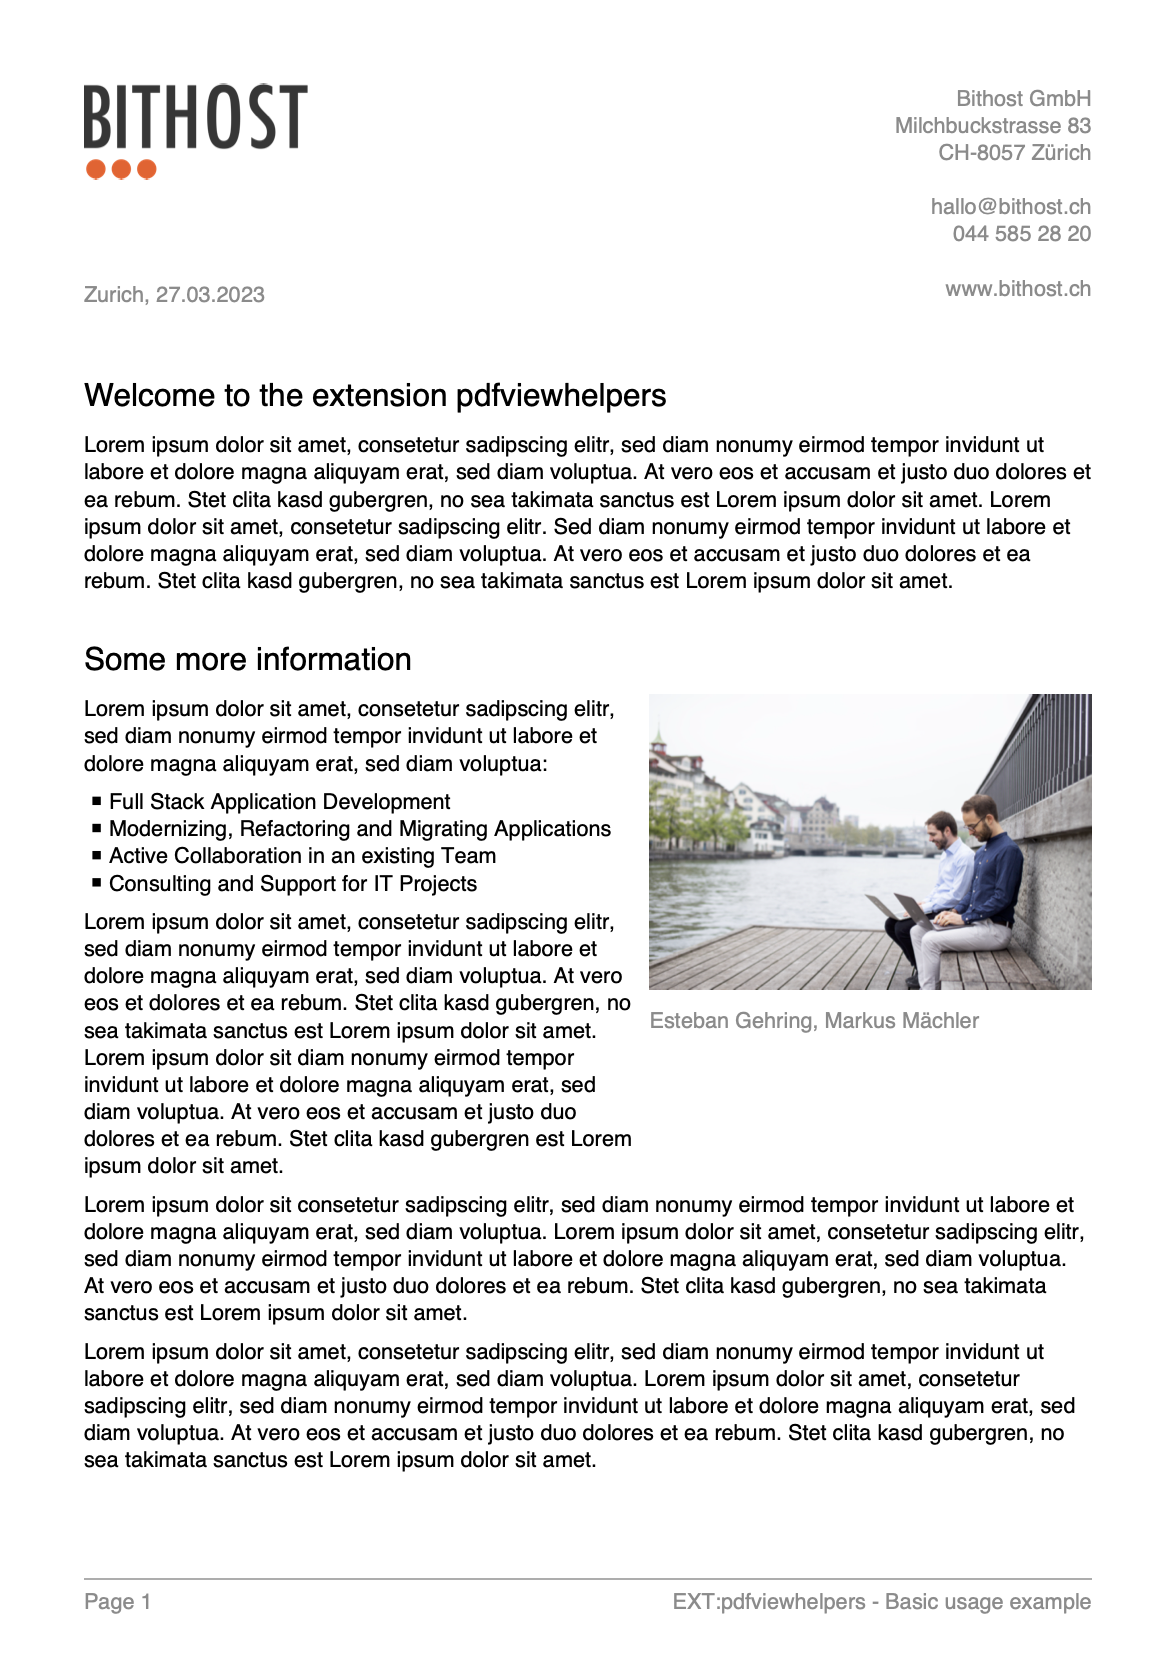 BITHOST
Bithost GmbH
Milchbuckstrasse 83
CH-8057 Zürich
hallo@bithost.ch
044 585 28 20
www.bithost.ch
Zurich, 27.03.2023
Welcome to the extension pdfviewhelpers
Lorem ipsum dolor sit amet, consetetur sadipscing elitr, sed diam nonumy eirmod tempor invidunt ut
labore et dolore magna aliquyam erat, sed diam voluptua. At vero eos et accusam et justo duo dolores et
ea rebum. Stet clita kasd gubergren, no sea takimata sanctus est Lorem ipsum dolor sit amet. Lorem
ipsum dolor sit amet, consetetur sadipscing elitr. Sed diam nonumy eirmod tempor invidunt ut labore et
dolore magna aliquyam erat, sed diam voluptua. At vero eos et accusam et justo duo dolores et ea
rebum. Stet clita kasd gubergren, no sea takimata sanctus est Lorem ipsum dolor sit amet.
Some more information
Lorem ipsum dolor sit amet, consetetur sadipscing elitr,
sed diam nonumy eirmod tempor invidunt ut labore et
dolore magna aliquyam erat, sed diam voluptua:
▪ Full Stack Application Development
▪ Modernizing, Refactoring and Migrating Applications
▪ Active Collaboration in an existing Team
▪ Consulting and Support for IT Projects
Lorem ipsum dolor sit amet, consetetur sadipscing elitr,
sed diam nonumy eirmod tempor invidunt ut labore et
dolore magna aliquyam erat, sed diam voluptua. At vero
eos et dolores et ea rebum. Stet clita kasd gubergren, no
sea takimata sanctus est Lorem ipsum dolor sit amet.
Lorem ipsum dolor sit diam nonumy eirmod tempor
invidunt ut labore et dolore magna aliquyam erat, sed
diam voluptua. At vero eos et accusam et justo duo
dolores et ea rebum. Stet clita kasd gubergren est Lorem
ipsum dolor sit amet.
Esteban Gehring, Markus Mächler
Lorem ipsum dolor sit consetetur sadipscing elitr, sed diam nonumy eirmod tempor invidunt ut labore et
dolore magna aliquyam erat, sed diam voluptua. Lorem ipsum dolor sit amet, consetetur sadipscing elitr,
sed diam nonumy eirmod tempor invidunt ut labore et dolore magna aliquyam erat, sed diam voluptua.
At vero eos et accusam et justo duo dolores et ea rebum. Stet clita kasd gubergren, no sea takimata
sanctus est Lorem ipsum dolor sit amet.
Lorem ipsum dolor sit amet, consetetur sadipscing elitr, sed diam nonumy eirmod tempor invidunt ut
labore et dolore magna aliquyam erat, sed diam voluptua. Lorem ipsum dolor sit amet, consetetur
sadipscing elitr, sed diam nonumy eirmod tempor invidunt ut labore et dolore magna aliquyam erat, sed
diam voluptua. At vero eos et accusam et justo duo dolores et ea rebum. Stet clita kasd gubergren, no
sea takimata sanctus est Lorem ipsum dolor sit amet.
Page 1
EXT:pdfviewhelpers - Basic usage example